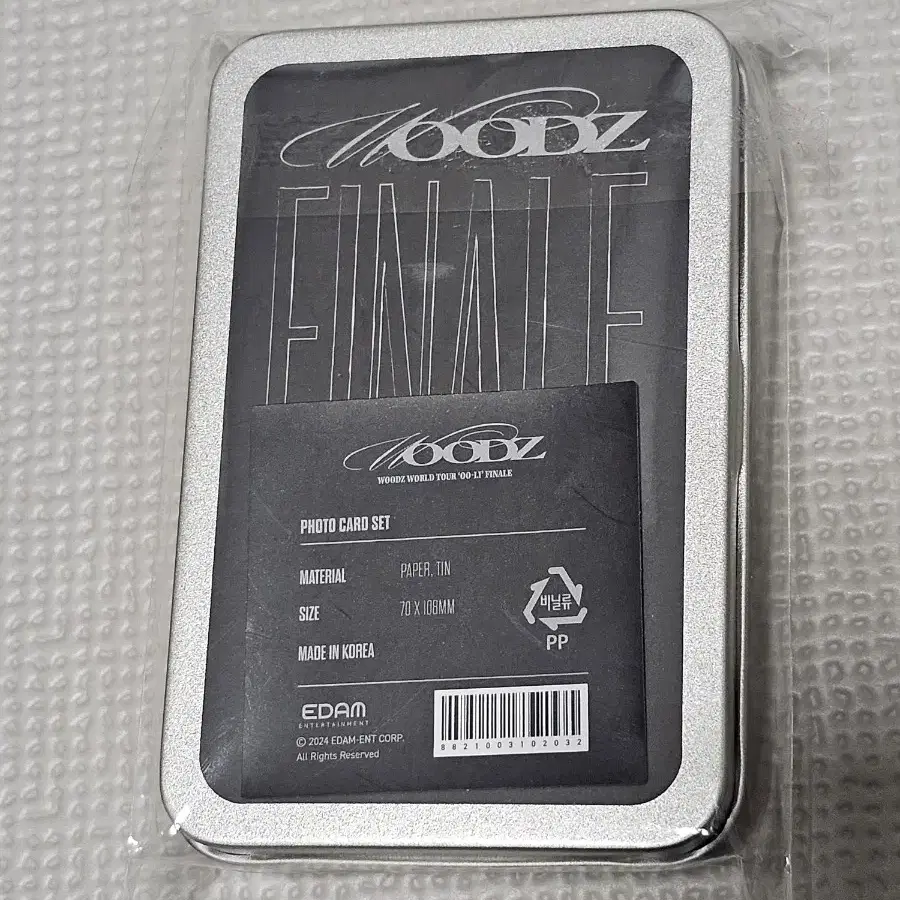 WOODZ
FINALE
WOODZ
WOODZ WORLD TOUR 'OO-LI' FINALE
PHOTO CARD SET
MATERIAL PAPER, TIN
SIZE 70 X 108MM
MADE IN KOREA
비닐류
PP
EDAM
ENTERTAINMENT
© 2024 EDAM-ENT CORP.
All Rights Reserved
8821003102032